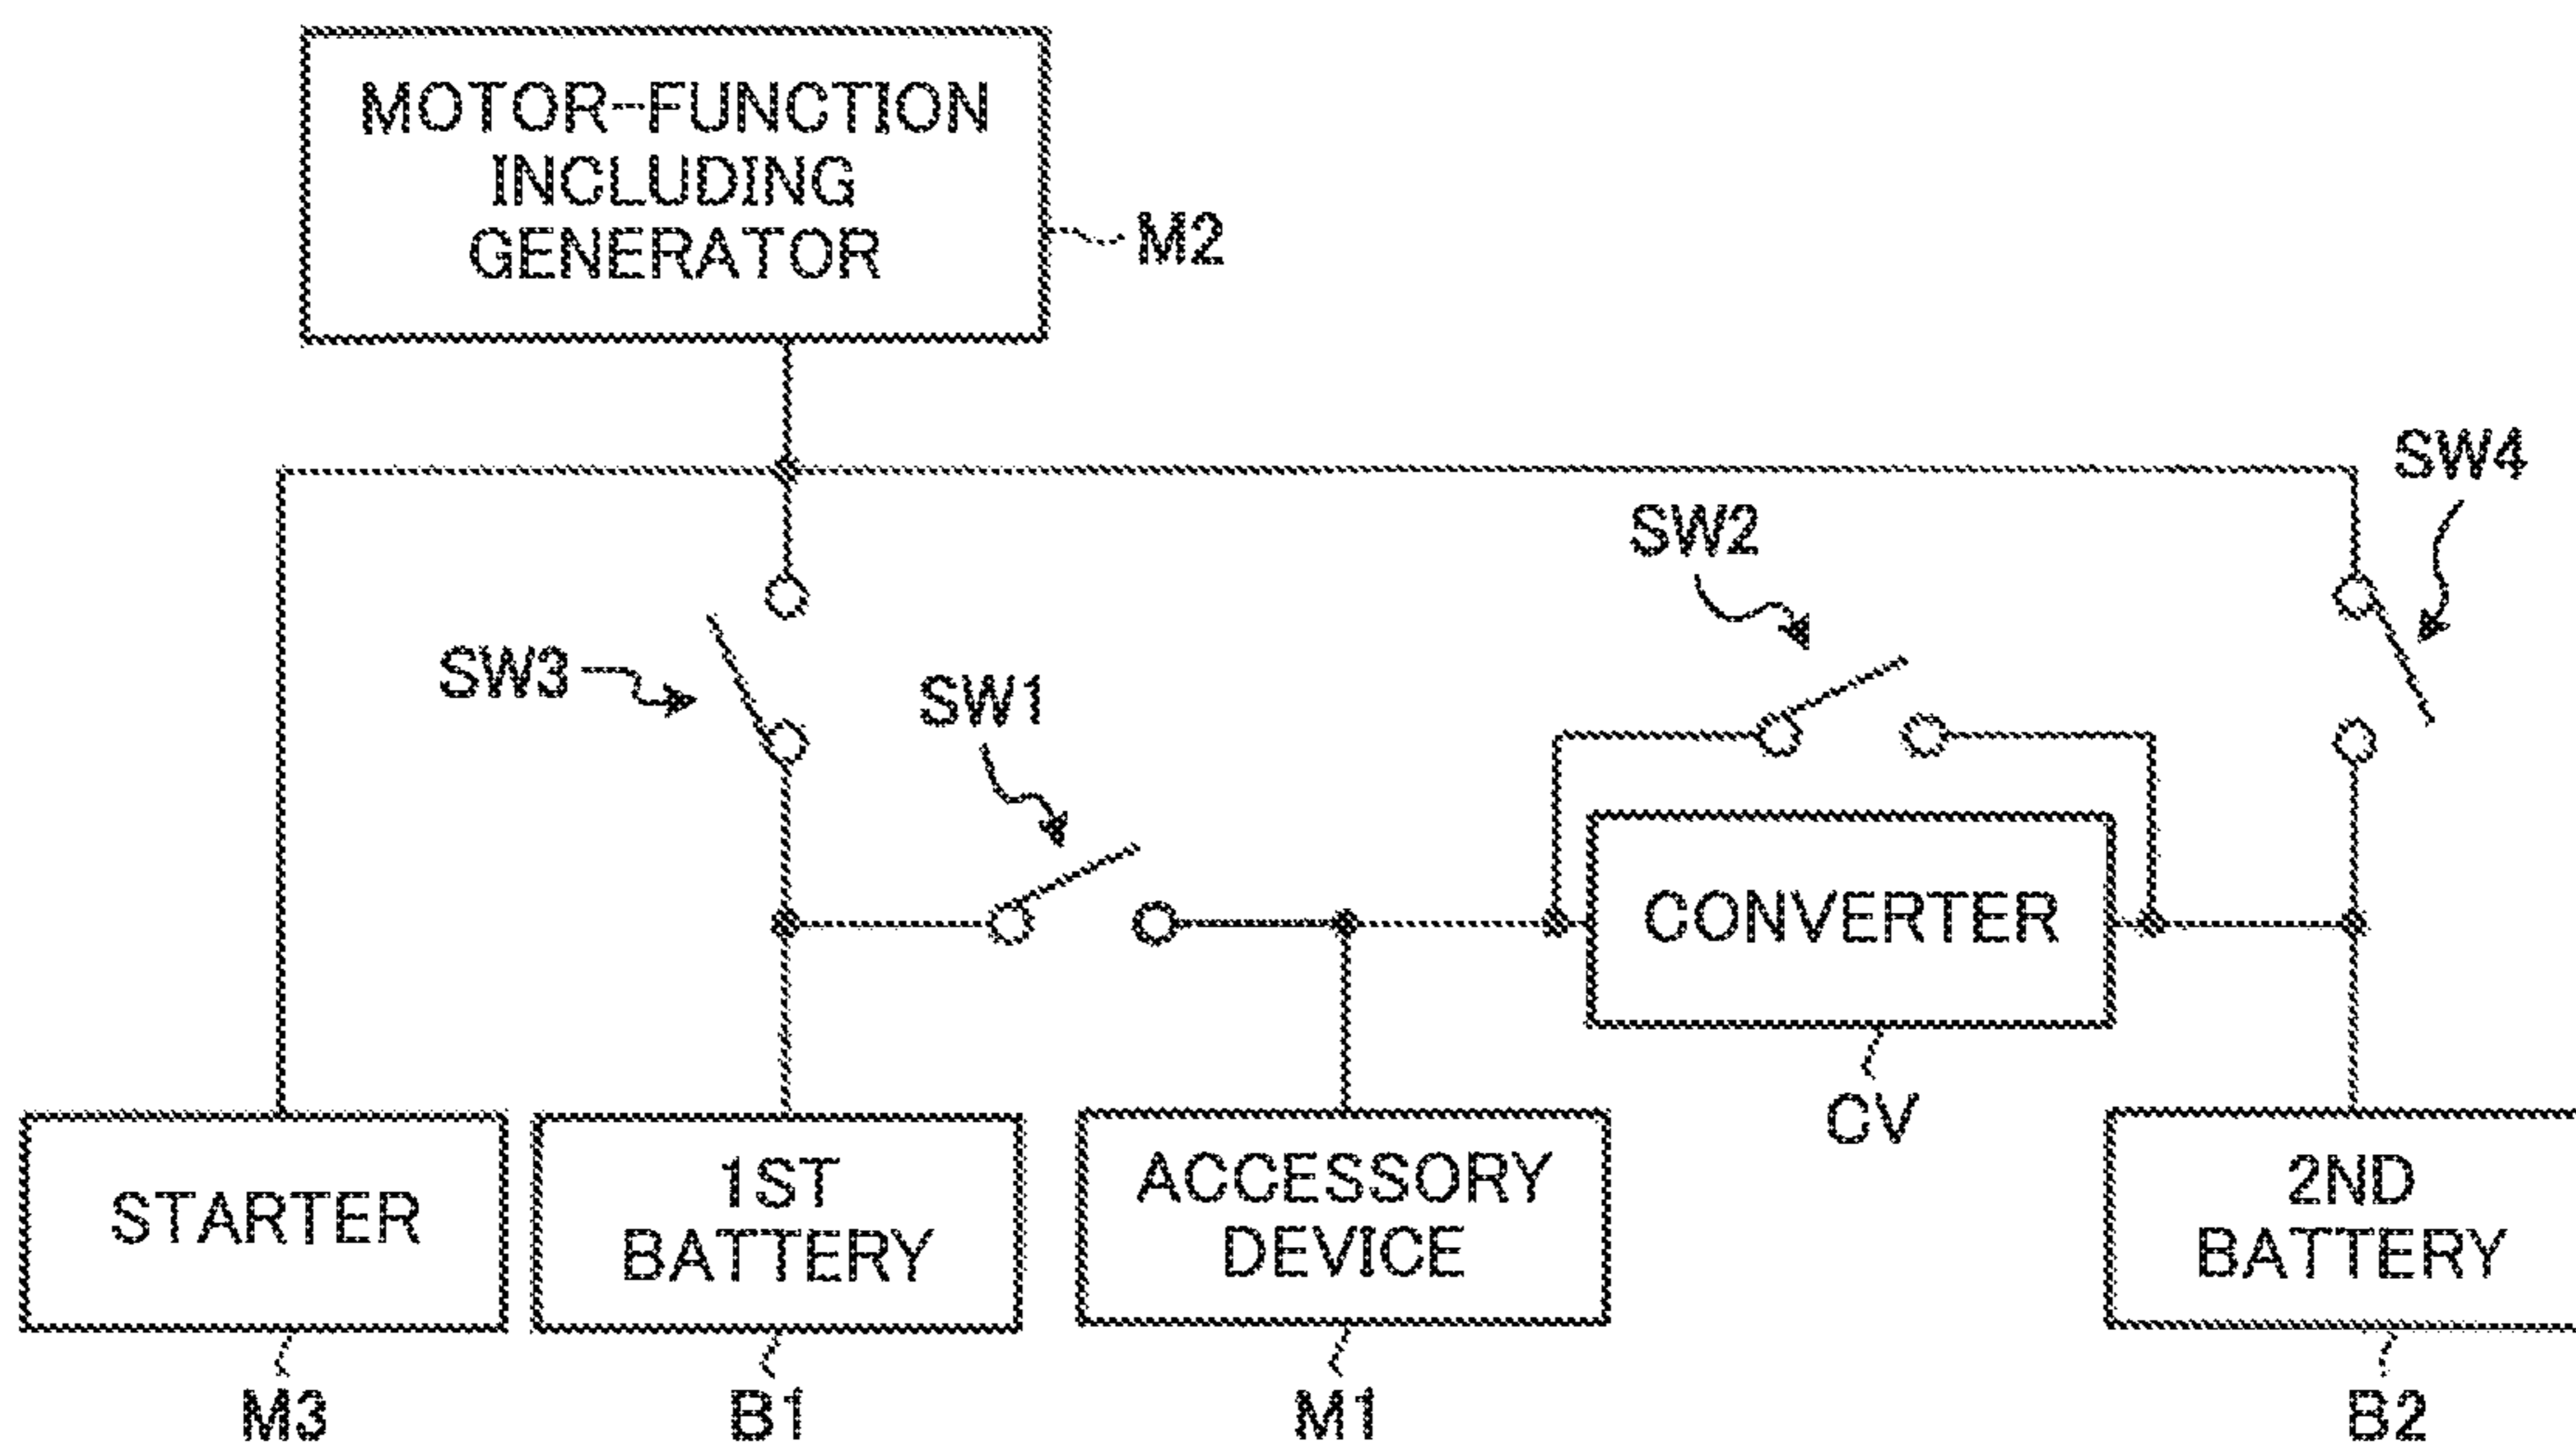 MOTOR-FUNCTION
INCLUDING
GENERATOR
M2
SW4
SW2
SW3
SW1
CONVERTER
CV
STARTER
1ST
BATTERY
ACCESSORY
DEVICE
2ND
BATTERY
M3
B1
M1
B2